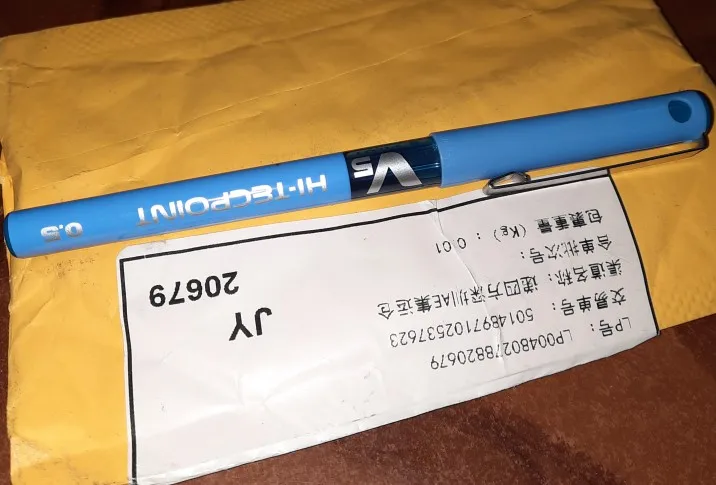 0.5 HI-TECPOINT V5
LP号: LP00480278820679
交易单号: 5014897102537623
渠道名称: 递四方深圳AE集运仓
合单批次号:
包裹重量 (Kg) : 0.01
JY
20679